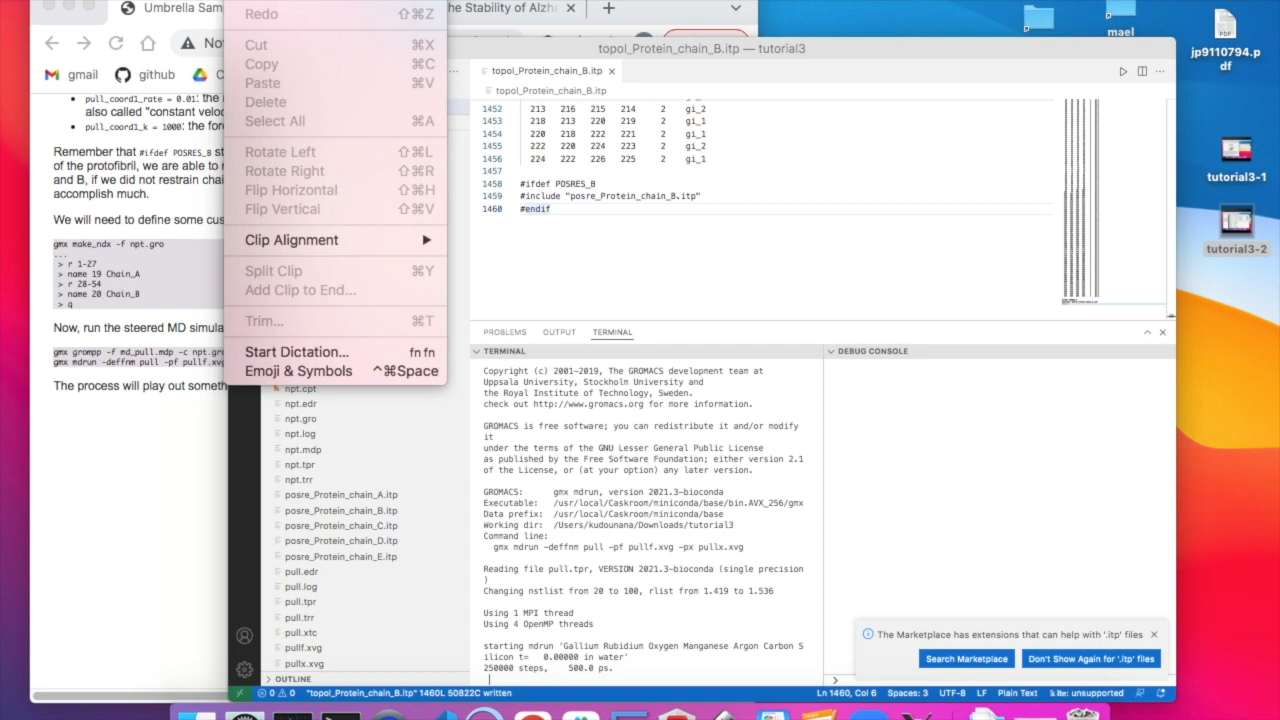 Umbrella Sam
he Stability of Alzh
No
gmail
github
pull_coord1_rate = 0.01: the
also called "constant veloc
pull_coord1_k = 1000: the for
Remember that #ifdef POSRES_B st
of the protofibril, we are able to
and B, if we did not restrain chai
accomplish much.
We will need to define some cus
gmx make_ndx -f npt.gro
...
> r 1-27
> name 19 Chain_A
> r 28-54
> name 20 Chain_B
> q
Now, run the steered MD simula
gmx grompp -f md_pull.mdp -c npt.gro
gmx mdrun -deffnm pull -pf pullf.xvg
The process will play out someth
Redo ⇧⌘Z
Cut ⌘X
Copy ⌘C
Paste ⌘V
Delete
Select All ⌘A
Rotate Left ⇧⌘L
Rotate Right ⇧⌘R
Flip Horizontal ⇧⌘H
Flip Vertical ⇧⌘V
Clip Alignment
Split Clip ⌘Y
Add Clip to End...
Trim... ⌘T
Start Dictation... fn fn
Emoji & Symbols ^⌘Space
topol_Protein_chain_B.itp — tutorial3
topol_Protein_chain_B.itp
topol_Protein_chain_B.itp
1452 213 216 215 214 2 gi_2
1453 218 213 220 219 2 gi_1
1454 220 218 222 221 2 gi_1
1455 222 220 224 223 2 gi_2
1456 224 222 226 225 2 gi_1
1457
1458 #ifdef POSRES_B
1459 #include "posre_Protein_chain_B.itp"
1460 #endif
npt.cpt
npt.edr
npt.gro
npt.log
npt.mdp
npt.tpr
npt.trr
posre_Protein_chain_A.itp
posre_Protein_chain_B.itp
posre_Protein_chain_C.itp
posre_Protein_chain_D.itp
posre_Protein_chain_E.itp
pull.edr
pull.log
pull.tpr
pull.trr
pull.xtc
pullf.xvg
pullx.xvg
OUTLINE
PROBLEMS OUTPUT TERMINAL
TERMINAL
DEBUG CONSOLE
Copyright (c) 2001-2019, The GROMACS development team at
Uppsala University, Stockholm University and
the Royal Institute of Technology, Sweden.
check out http://www.gromacs.org for more information.
GROMACS is free software; you can redistribute it and/or modify
it
under the terms of the GNU Lesser General Public License
as published by the Free Software Foundation; either version 2.1
of the License, or (at your option) any later version.
GROMACS: gmx mdrun, version 2021.3-bioconda
Executable: /usr/local/Caskroom/miniconda/base/bin.AVX_256/gmx
Data prefix: /usr/local/Caskroom/miniconda/base
Working dir: /Users/kudounana/Downloads/tutorial3
Command line:
gmx mdrun -deffnm pull -pf pullf.xvg -px pullx.xvg
Reading file pull.tpr, VERSION 2021.3-bioconda (single precision
)
Changing nstlist from 20 to 100, rlist from 1.419 to 1.536
Using 1 MPI thread
Using 4 OpenMP threads
starting mdrun 'Gallium Rubidium Oxygen Manganese Argon Carbon S
ilicon t= 0.00000 in water'
250000 steps, 500.0 ps.
The Marketplace has extensions that can help with '.itp' files
Search Marketplace
Don't Show Again for '.itp' files
0 0 "topol_Protein_chain_B.itp" 1460L 50822C written
Ln 1460, Col 6 Spaces: 3 UTF-8 LF Plain Text kite: unsupported
mael
PDF
jp9110794.p
df
tutorial3-1
tutorial3-2